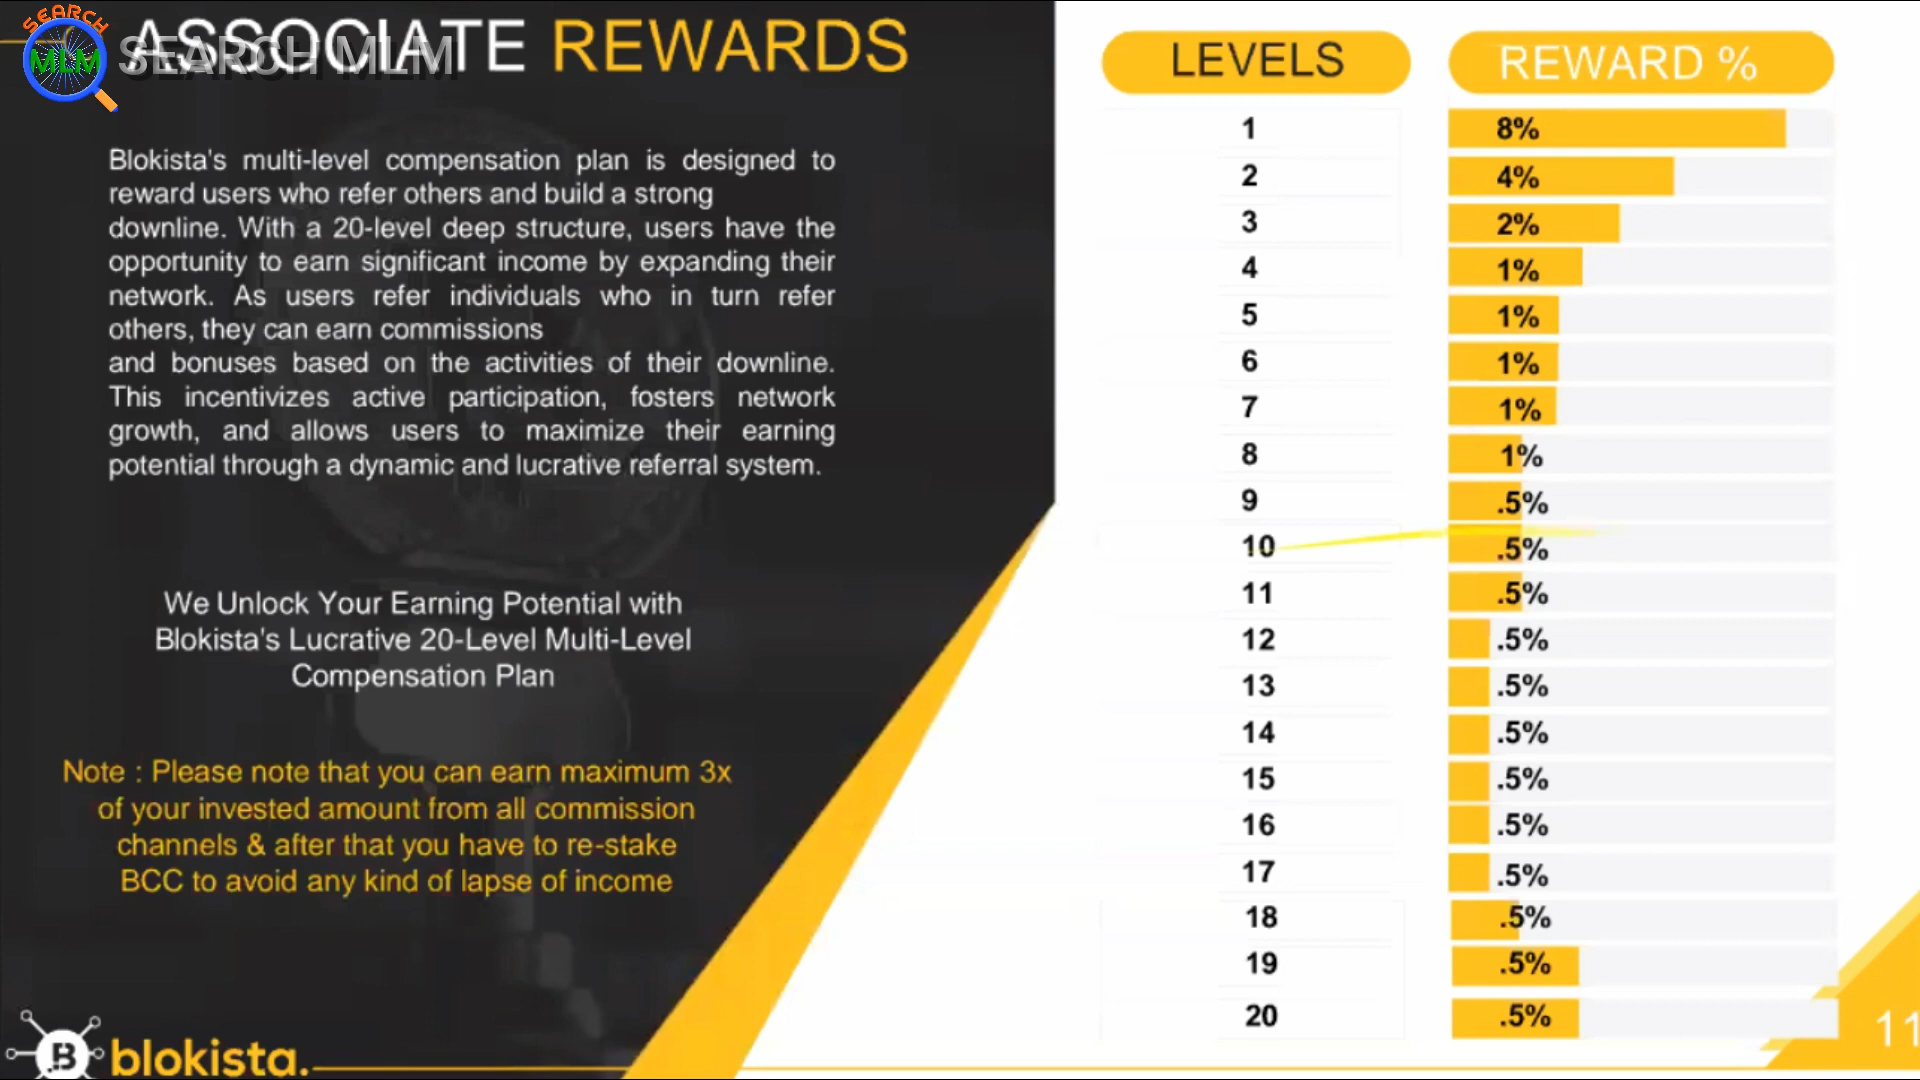 SEARCH
MLM
SEARCH MLM
ASSOCIATE REWARDS
Blokista's multi-level compensation plan is designed to
reward users who refer others and build a strong
downline. With a 20-level deep structure, users have the
opportunity to earn significant income by expanding their
network. As users refer individuals who in turn refer
others, they can earn commissions
and bonuses based on the activities of their downline.
This incentivizes active participation, fosters network
growth, and allows users to maximize their earning
potential through a dynamic and lucrative referral system.
We Unlock Your Earning Potential with
Blokista's Lucrative 20-Level Multi-Level
Compensation Plan
Note : Please note that you can earn maximum 3x
of your invested amount from all commission
channels & after that you have to re-stake
BCC to avoid any kind of lapse of income
B blokista.
LEVELS REWARD %
1 8%
2 4%
3 2%
4 1%
5 1%
6 1%
7 1%
8 1%
9 .5%
10 .5%
11 .5%
12 .5%
13 .5%
14 .5%
15 .5%
16 .5%
17 .5%
18 .5%
19 .5%
20 .5%
11